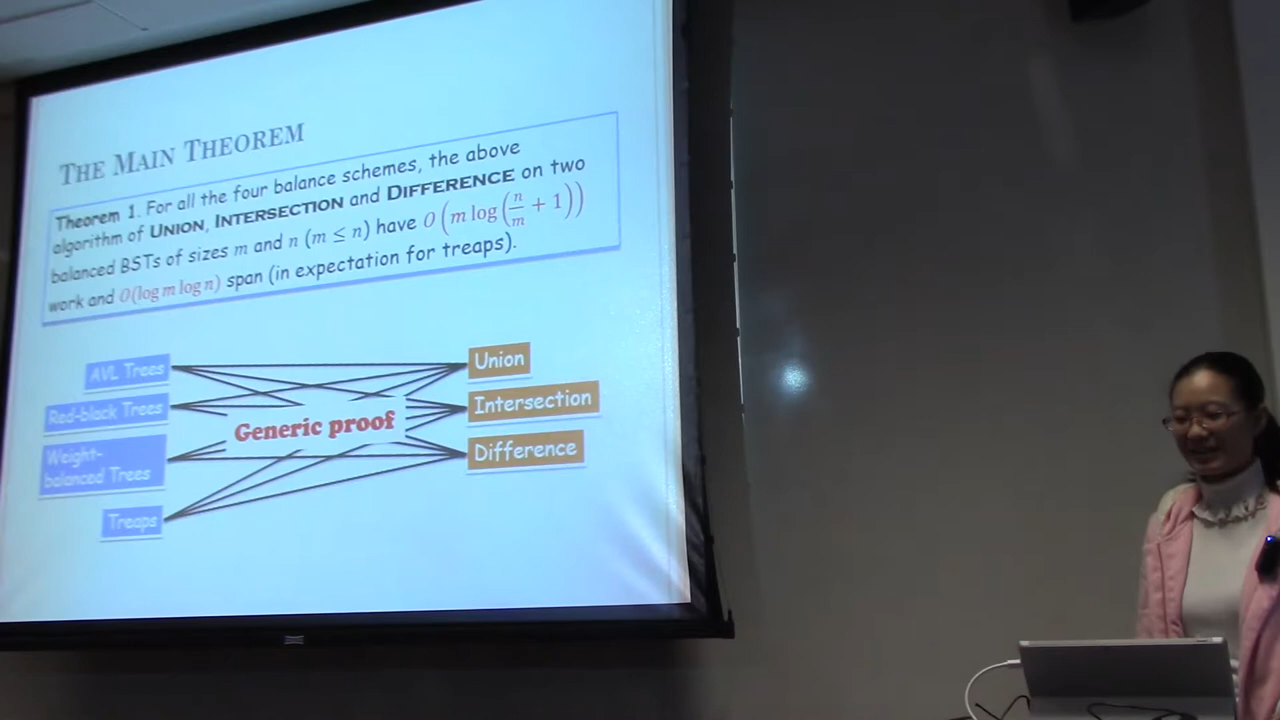 THE MAIN THEOREM
Theorem 1. For all the four balance schemes, the above
algorithm of UNION, INTERSECTION and DIFFERENCE on two
balanced BSTs of sizes m and n (m ≤ n) have O(m log(n/m + 1))
work and O(log m log n) span (in expectation for treaps).
AVL Trees
Red-black Trees
Weight-
balanced Trees
Treaps
Generic proof
Union
Intersection
Difference